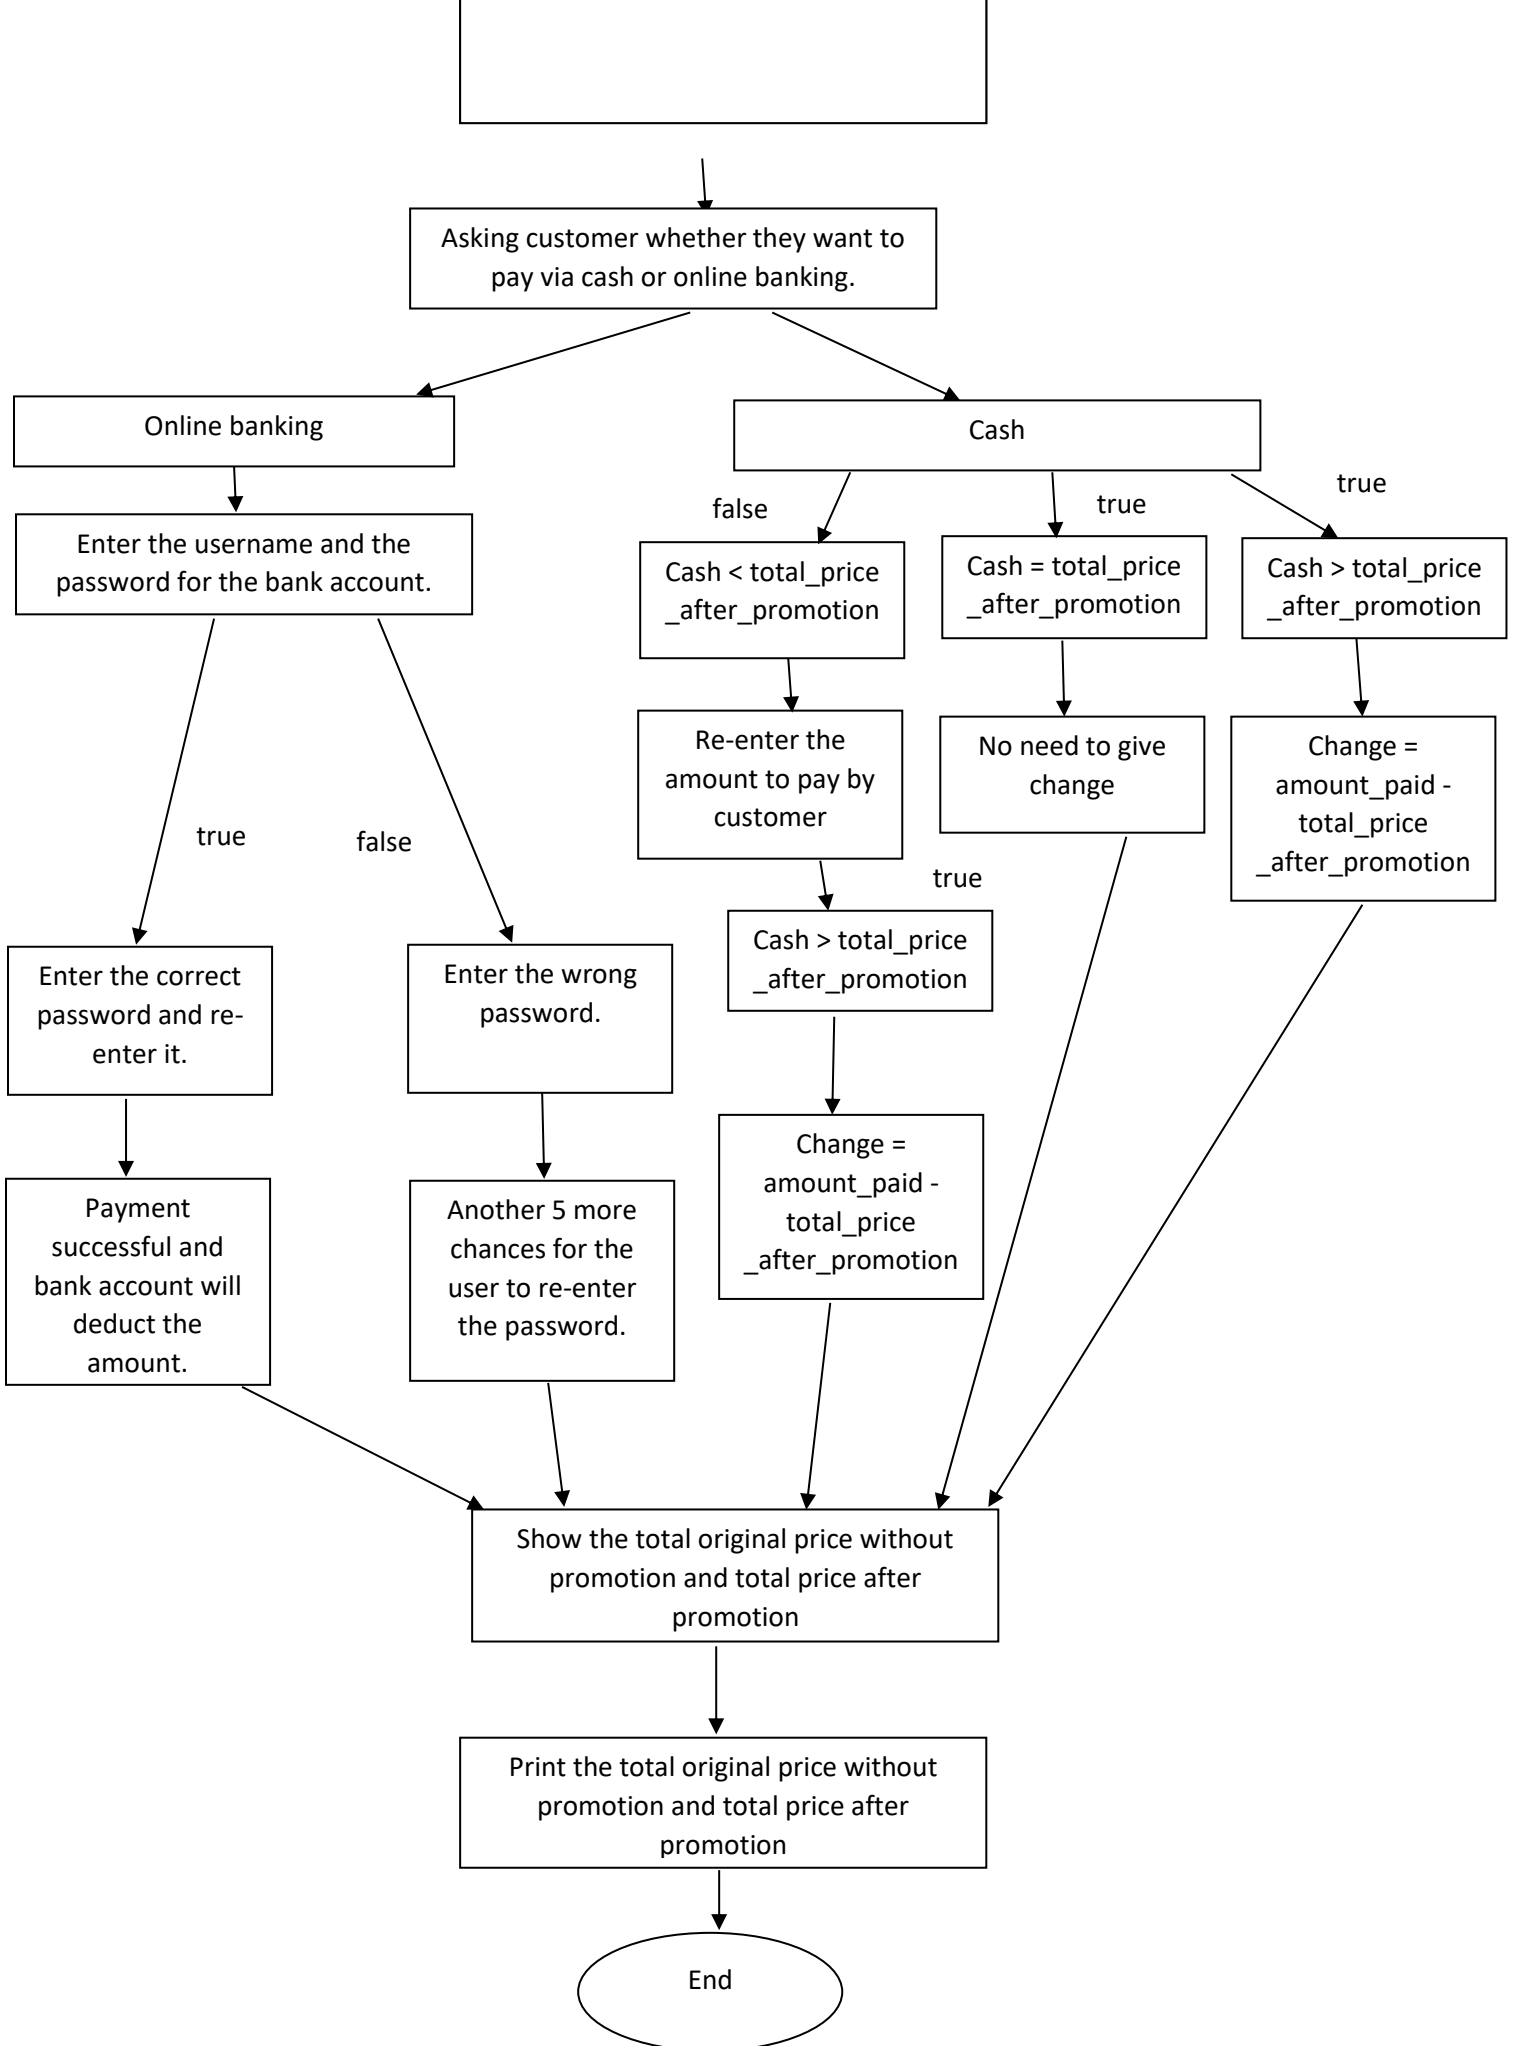 Asking customer whether they want to
pay via cash or online banking.
Online banking
Cash
false
true
true
Enter the username and the
password for the bank account.
Cash < total_price
_after_promotion
Cash = total_price
_after_promotion
Cash > total_price
_after_promotion
Re-enter the
amount to pay by
customer
No need to give
change
Change =
amount_paid -
total_price
_after_promotion
true
false
true
Enter the correct
password and re-
enter it.
Enter the wrong
password.
Cash > total_price
_after_promotion
Payment
successful and
bank account will
deduct the
amount.
Another 5 more
chances for the
user to re-enter
the password.
Change =
amount_paid -
total_price
_after_promotion
Show the total original price without
promotion and total price after
promotion
Print the total original price without
promotion and total price after
promotion
End